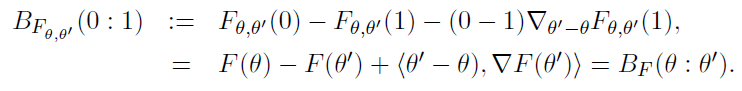 B_{F_{θ,θ′}}(0 : 1) := F_{θ,θ′}(0) − F_{θ,θ′}(1) − (0 − 1)∇_{θ′−θ}F_{θ,θ′}(1),
= F(θ) − F(θ′) + ⟨θ′ − θ), ∇F(θ′)⟩ = B_F(θ : θ′).